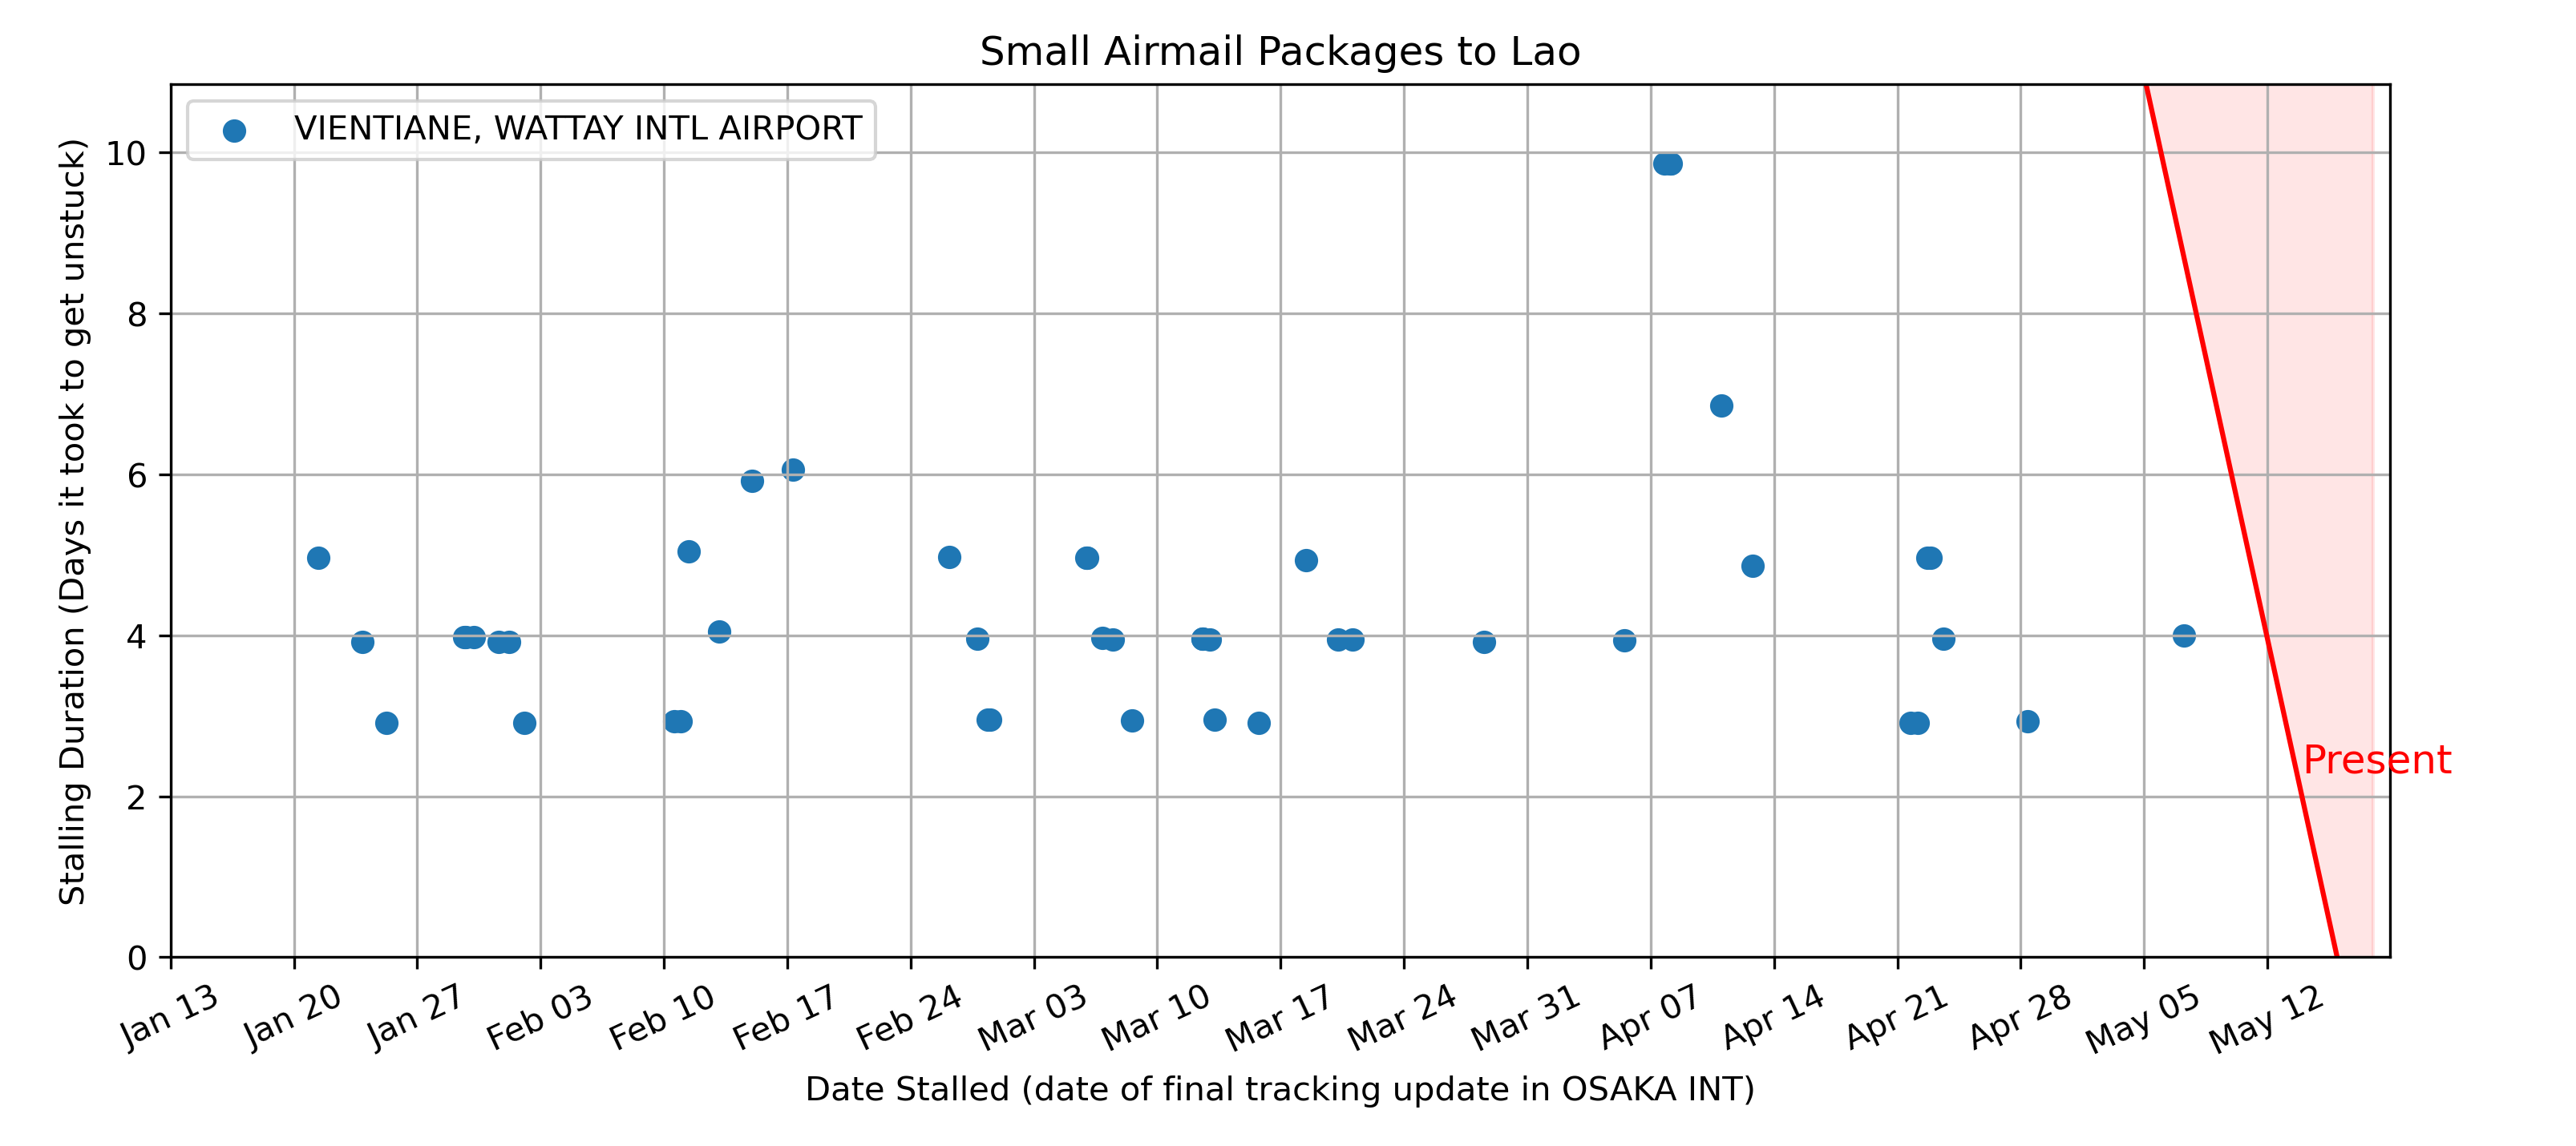 Small Airmail Packages to Lao
VIENTIANE, WATTAY INTL AIRPORT
Stalling Duration (Days it took to get unstuck)
10
8
6
4
2
0
Present
Jan 13
Jan 20
Jan 27
Feb 03
Feb 10
Feb 17
Feb 24
Mar 03
Mar 10
Mar 17
Mar 24
Mar 31
Apr 07
Apr 14
Apr 21
Apr 28
May 05
May 12
Date Stalled (date of final tracking update in OSAKA INT)